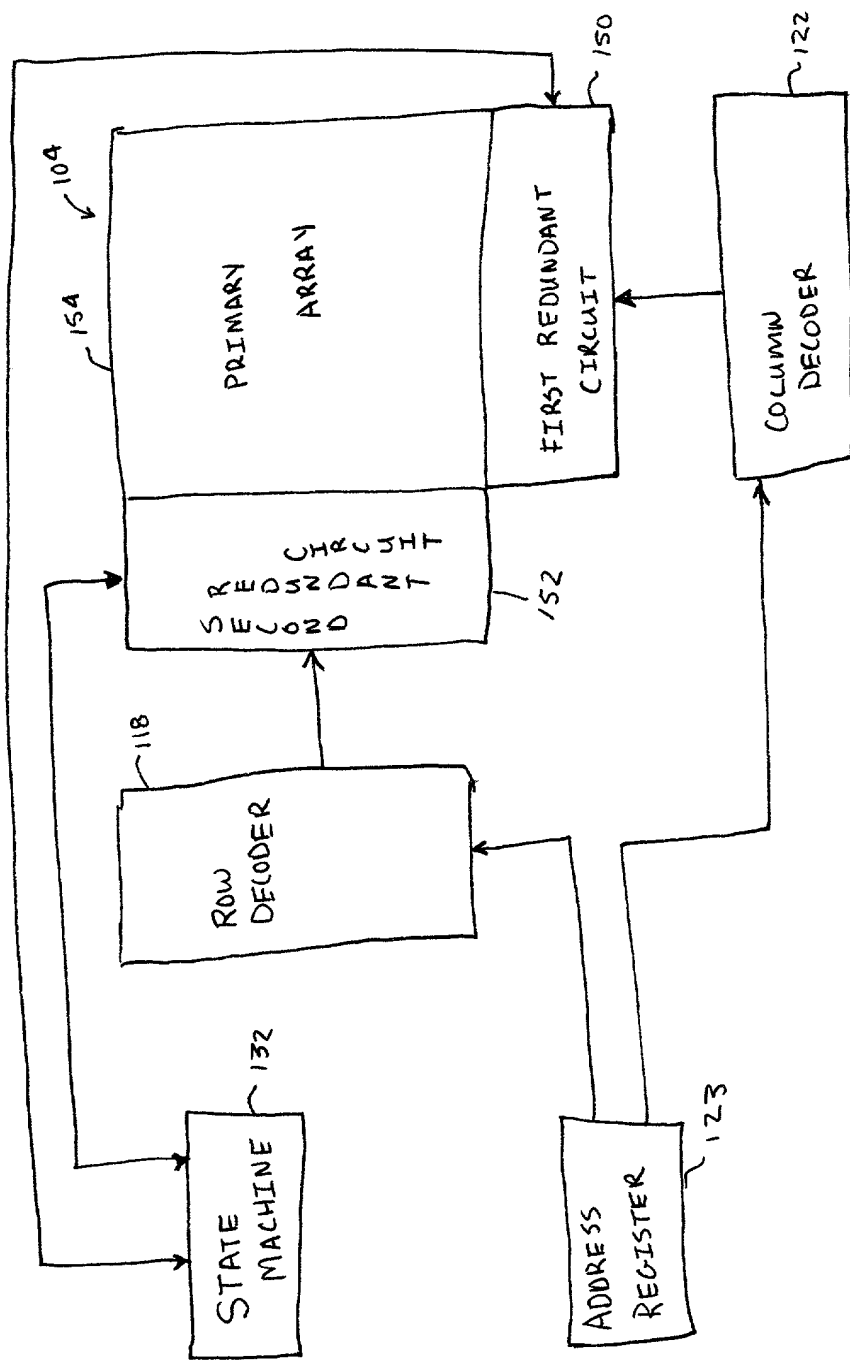 104
154
PRIMARY
ARRAY
150
FIRST REDUNDANT
CIRCUIT
SECOND
REDUNDANT
CIRCUIT
152
118
ROW
DECODER
122
COLUMN
DECODER
132
STATE
MACHINE
ADDRESS
REGISTER
123